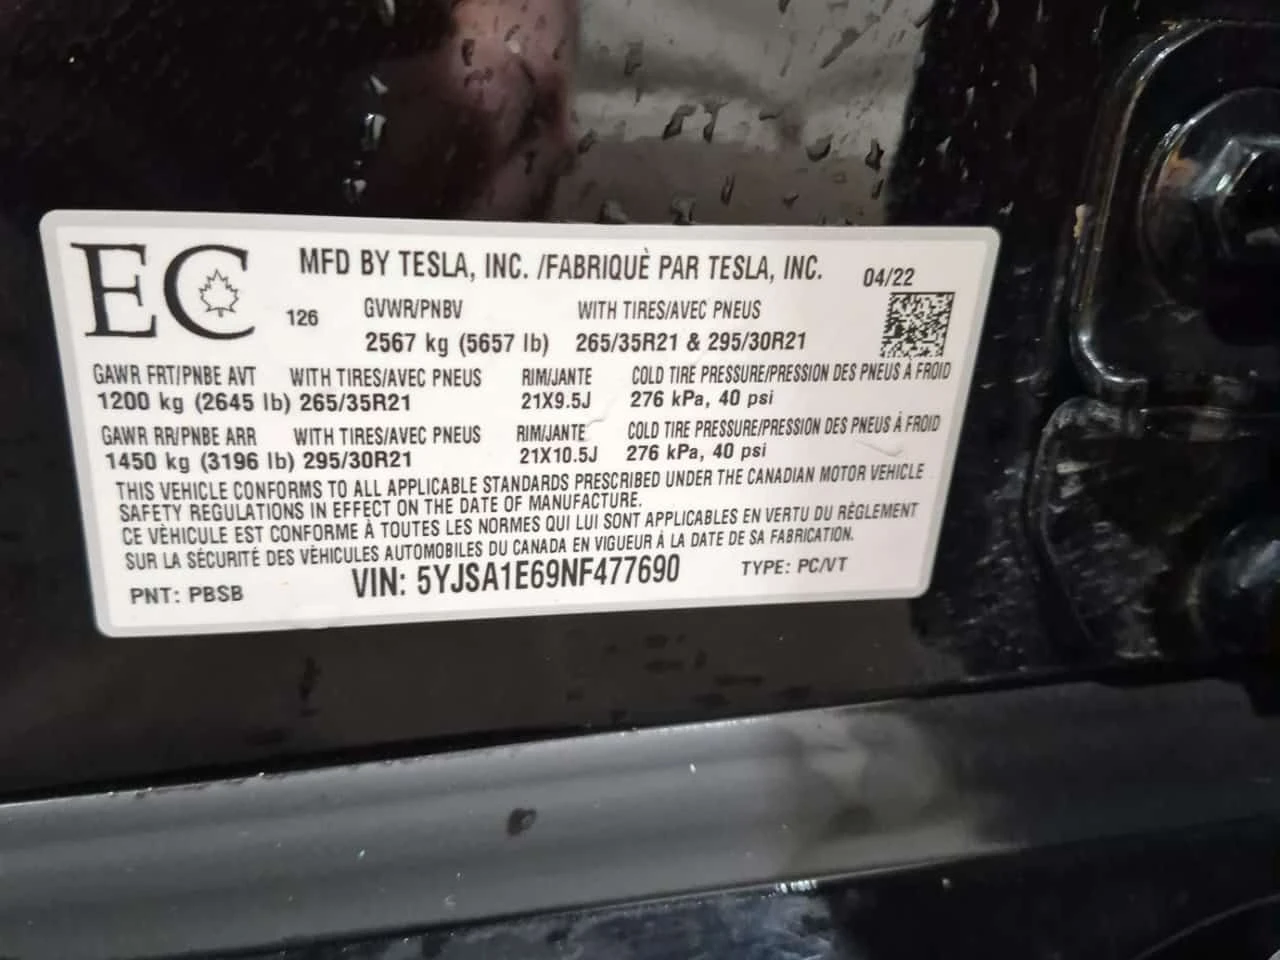 EC
MFD BY TESLA, INC. /FABRIQUÈ PAR TESLA, INC. 04/22
126 GVWR/PNBV WITH TIRES/AVEC PNEUS
2567 kg (5657 lb) 265/35R21 & 295/30R21
GAWR FRT/PNBE AVT WITH TIRES/AVEC PNEUS RIM/JANTE COLD TIRE PRESSURE/PRESSION DES PNEUS À FROID
1200 kg (2645 lb) 265/35R21 21X9.5J 276 kPa, 40 psi
GAWR RR/PNBE ARR WITH TIRES/AVEC PNEUS RIM/JANTE COLD TIRE PRESSURE/PRESSION DES PNEUS À FROID
1450 kg (3196 lb) 295/30R21 21X10.5J 276 kPa, 40 psi
THIS VEHICLE CONFORMS TO ALL APPLICABLE STANDARDS PRESCRIBED UNDER THE CANADIAN MOTOR VEHICLE
SAFETY REGULATIONS IN EFFECT ON THE DATE OF MANUFACTURE.
CE VÉHICULE EST CONFORME À TOUTES LES NORMES QUI LUI SONT APPLICABLES EN VERTU DU RÈGLEMENT
SUR LA SÉCURITÉ DES VÉHICULES AUTOMOBILES DU CANADA EN VIGUEUR À LA DATE DE SA FABRICATION.
PNT: PBSB VIN: 5YJSA1E69NF477690 TYPE: PC/VT